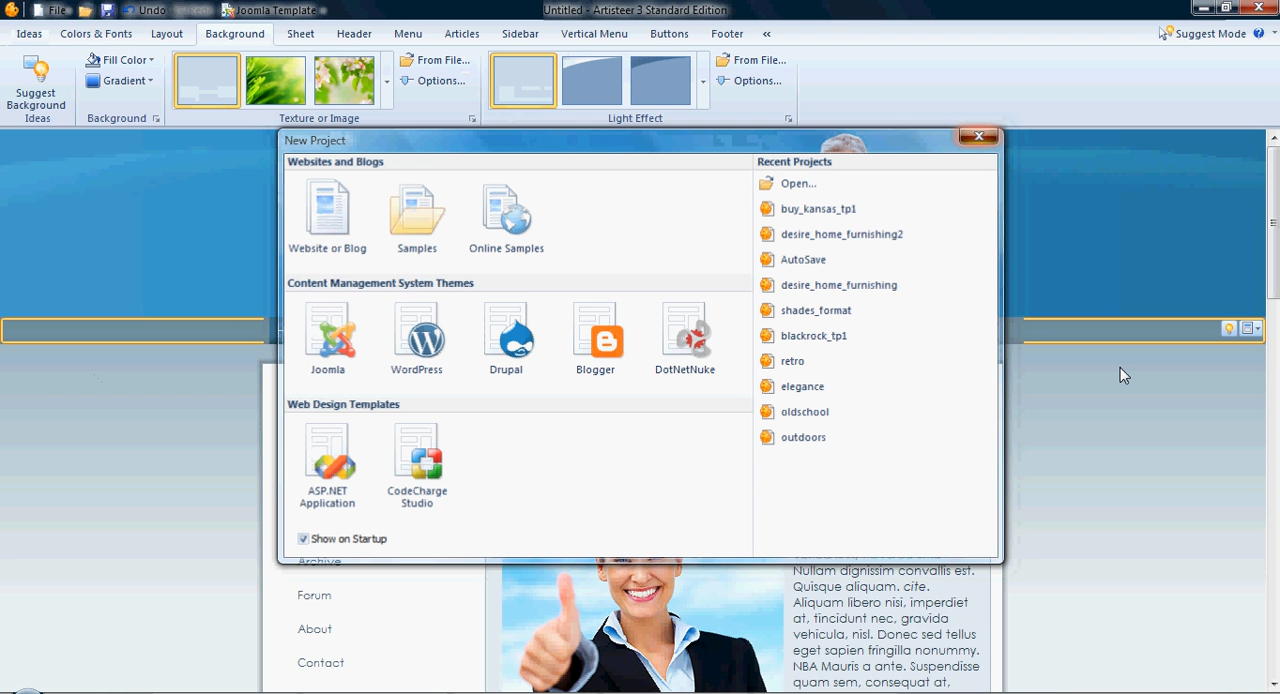 File Undo Joomla Template Untitled - Artisteer 3 Standard Edition
Ideas Colors & Fonts Layout Background Sheet Header Menu Articles Sidebar Vertical Menu Buttons Footer « Suggest Mode
Suggest Background Ideas
Fill Color
Gradient
Background
From File...
Options...
Texture or Image
From File...
Options...
Light Effect
New Project
Websites and Blogs
Website or Blog Samples Online Samples
Content Management System Themes
Joomla WordPress Drupal Blogger DotNetNuke
Web Design Templates
ASP.NET Application
CodeCharge Studio
Show on Startup
Recent Projects
Open...
buy_kansas_tp1
desire_home_furnishing2
AutoSave
desire_home_furnishing
shades_format
blackrock_tp1
retro
elegance
oldschool
outdoors
Archive
Forum
About
Contact
Nullam dignissim convallis est.
Quisque aliquam. cite.
Aliquam libero nisi, imperdiet
at, tincidunt nec, gravida
vehicula, nisl. Donec sed tellus
eget sapien fringilla nonummy.
NBA Mauris a ante. Suspendisse
quam sem, consequat at,